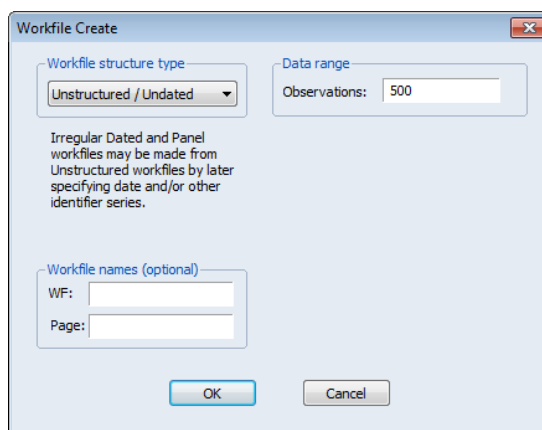 Workfile Create
Workfile structure type
Unstructured / Undated
Irregular Dated and Panel
workfiles may be made from
Unstructured workfiles by later
specifying date and/or other
identifier series.
Data range
Observations: 500
Workfile names (optional)
WF:
Page:
OK
Cancel